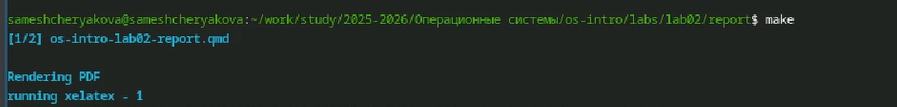 sameshcheryakova@sameshcheryakova:~/work/study/2025-2026/Операционные системы/os-intro/labs/lab02/report$ make
[1/2] os-intro-lab02-report.qmd
Rendering PDF
running xelatex - 1